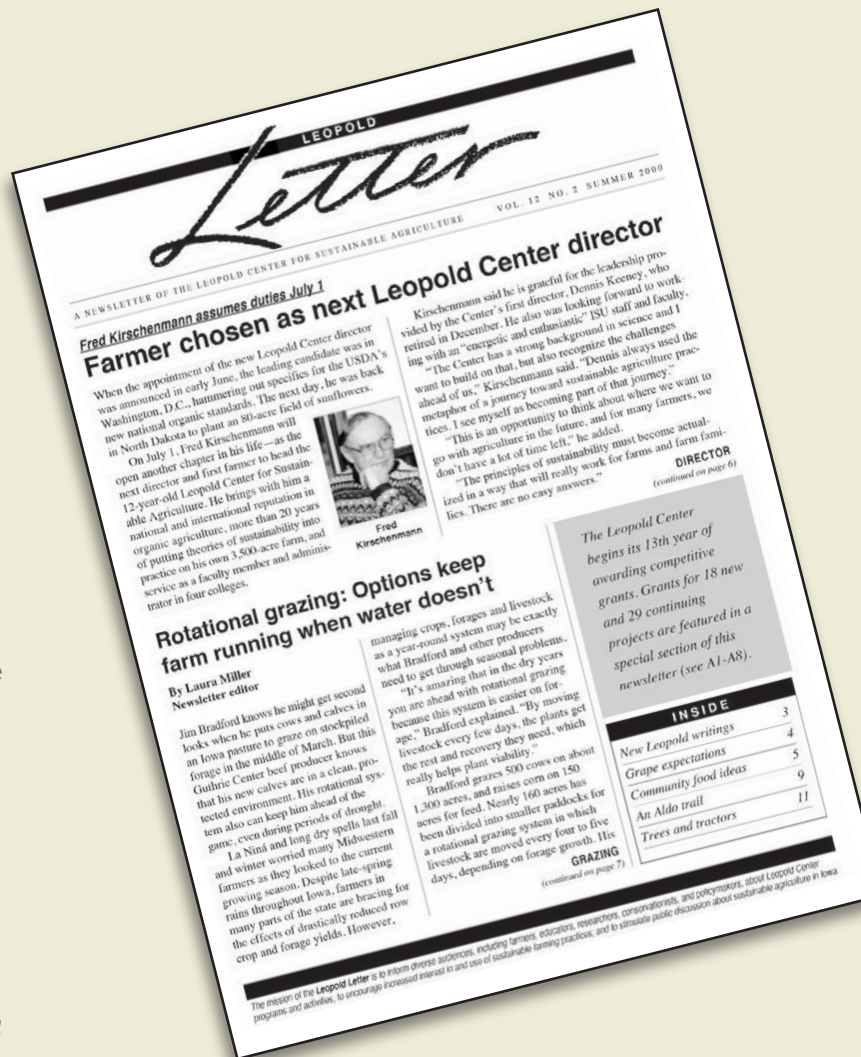 LEOPOLD
Letter
A NEWSLETTER OF THE LEOPOLD CENTER FOR SUSTAINABLE AGRICULTURE
VOL. 12 NO. 2 SUMMER 2000
Fred Kirschenmann assumes duties July 1
Farmer chosen as next Leopold Center director
When the appointment of the new Leopold Center director
was announced in early June, the leading candidate was in
Washington, D.C., hammering out specifics for the USDA's
new national organic standards. The next day, he was back
in North Dakota to plant an 80-acre field of sunflowers.
On July 1, Fred Kirschenmann will
open another chapter in his life—as the
next director and first farmer to head the
12-year-old Leopold Center for Sustain-
able Agriculture. He brings with him a
national and international reputation in
organic agriculture, more than 20 years
of putting theories of sustainability into
practice on his own 3,500-acre farm, and
service as a faculty member and adminis-
trator in four colleges.
Fred
Kirschenmann
Kirschenmann said he is grateful for the leadership pro-
vided by the Center's first director, Dennis Keeney, who
retired in December. He also was looking forward to work-
ing with an "energetic and enthusiastic" ISU staff and faculty.
"The Center has a strong background in science and I
want to build on that, but also recognize the challenges
ahead of us," Kirschenmann said. "Dennis always used the
metaphor of a journey toward sustainable agriculture prac-
tices. I see myself as becoming part of that journey."
"This is an opportunity to think about where we want to
go with agriculture in the future, and for many farmers, we
don't have a lot of time left," he added.
"The principles of sustainability must become actual-
ized in a way that will really work for farms and farm fami-
lies. There are no easy answers."
DIRECTOR
(continued on page 6)
Rotational grazing: Options keep
farm running when water doesn't
By Laura Miller
Newsletter editor
Jim Bradford knows he might get second
looks when he puts cows and calves in
an Iowa pasture to graze on stockpiled
forage in the middle of March. But this
Guthrie Center beef producer knows
that his new calves are in a clean, pro-
tected environment. His rotational sys-
tem also can keep him ahead of the
game, even during periods of drought.
La Niná and long dry spells last fall
and winter worried many Midwestern
farmers as they looked to the current
growing season. Despite late-spring
rains throughout Iowa, farmers in
many parts of the state are bracing for
the effects of drastically reduced row
crop and forage yields. However,
managing crops, forages and livestock
as a year-round system may be exactly
what Bradford and other producers
need to get through seasonal problems.
"It's amazing that in the dry years
you are ahead with rotational grazing
because this system is easier on for-
age," Bradford explained. "By moving
livestock every few days, the plants get
the rest and recovery they need, which
really helps plant viability."
Bradford grazes 500 cows on about
1,300 acres, and raises corn on 150
acres for feed. Nearly 160 acres has
been divided into smaller paddocks for
a rotational grazing system in which
livestock are moved every four to five
days, depending on forage growth. His
GRAZING
(continued on page 7)
The Leopold Center
begins its 13th year of
awarding competitive
grants. Grants for 18 new
and 29 continuing
projects are featured in a
special section of this
newsletter (see A1-A8).
INSIDE
New Leopold writings 3
Grape expectations 4
Community food ideas 5
An Aldo trail 9
Trees and tractors 11
The mission of the Leopold Letter is to inform diverse audiences, including farmers, educators, researchers, conservationists, and policymakers, about Leopold Center
programs and activities; to encourage increased interest in and use of sustainable farming practices; and to stimulate public discussion about sustainable agriculture in Iowa.